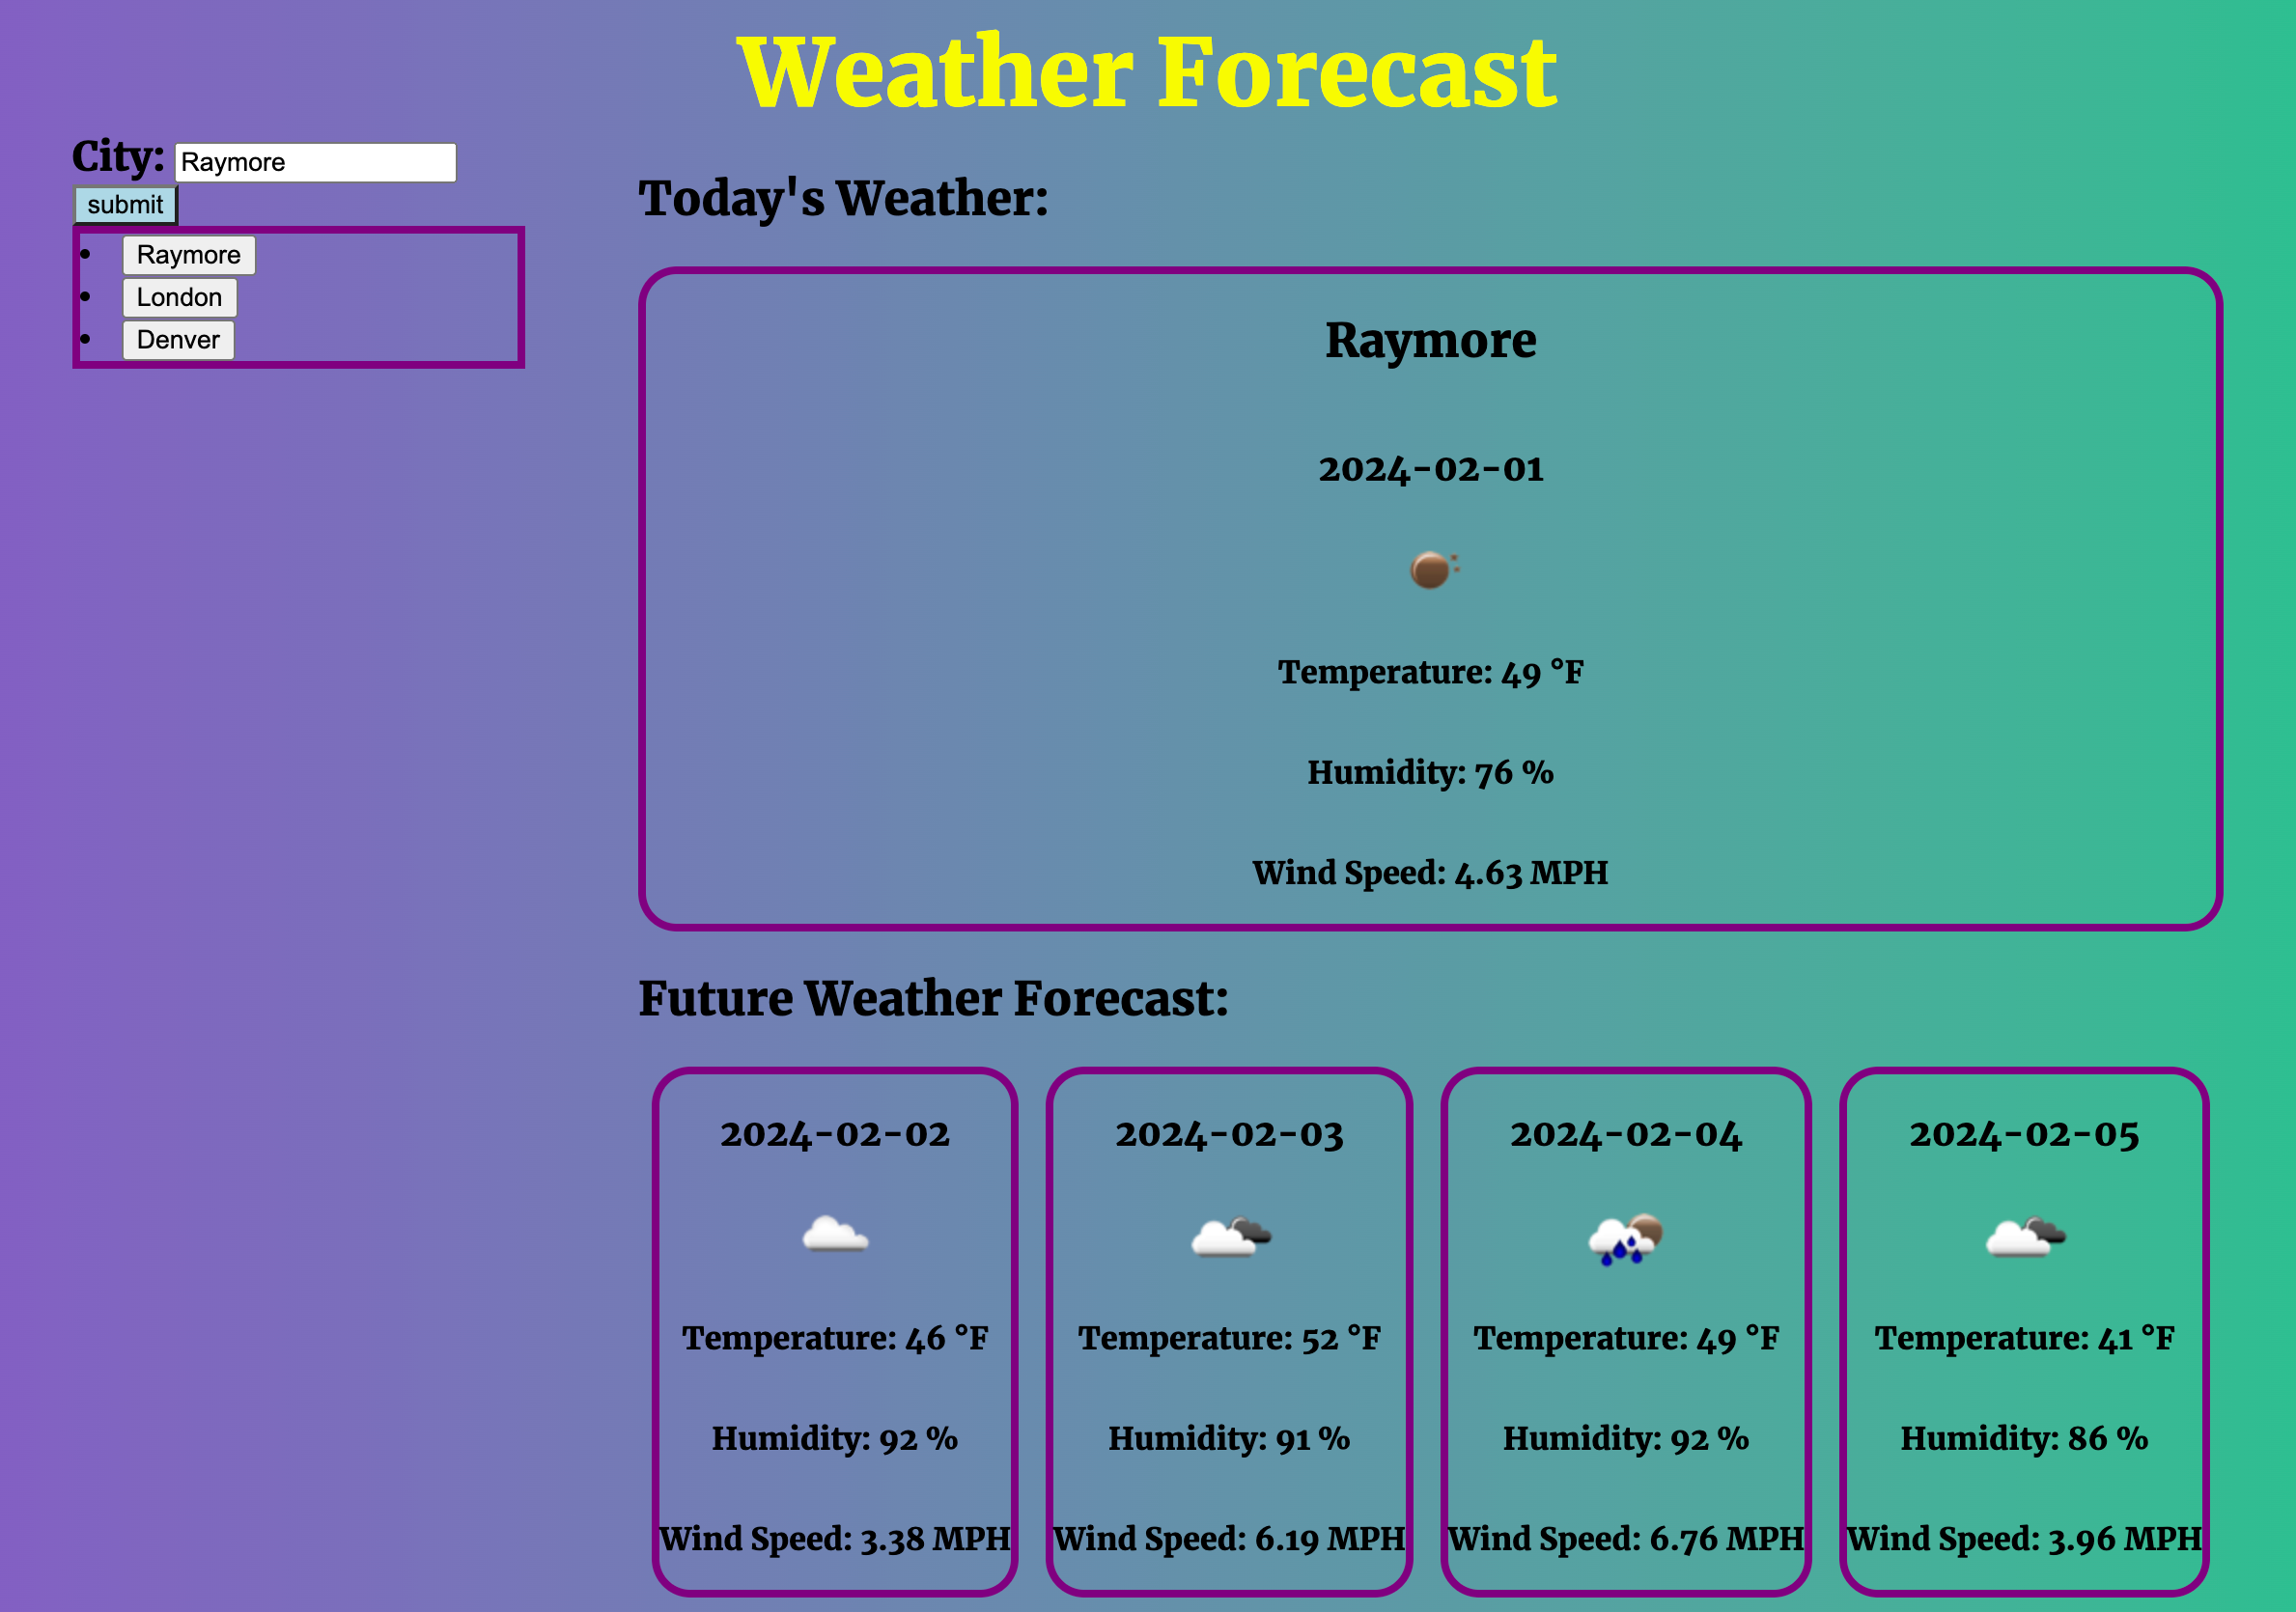 Weather Forecast
City: Raymore
submit
Raymore
London
Denver
Today's Weather:
Raymore
2024-02-01
Temperature: 49 °F
Humidity: 76 %
Wind Speed: 4.63 MPH
Future Weather Forecast:
2024-02-02
Temperature: 46 °F
Humidity: 92 %
Wind Speed: 3.38 MPH
2024-02-03
Temperature: 52 °F
Humidity: 91 %
Wind Speed: 6.19 MPH
2024-02-04
Temperature: 49 °F
Humidity: 92 %
Wind Speed: 6.76 MPH
2024-02-05
Temperature: 41 °F
Humidity: 86 %
Wind Speed: 3.96 MPH